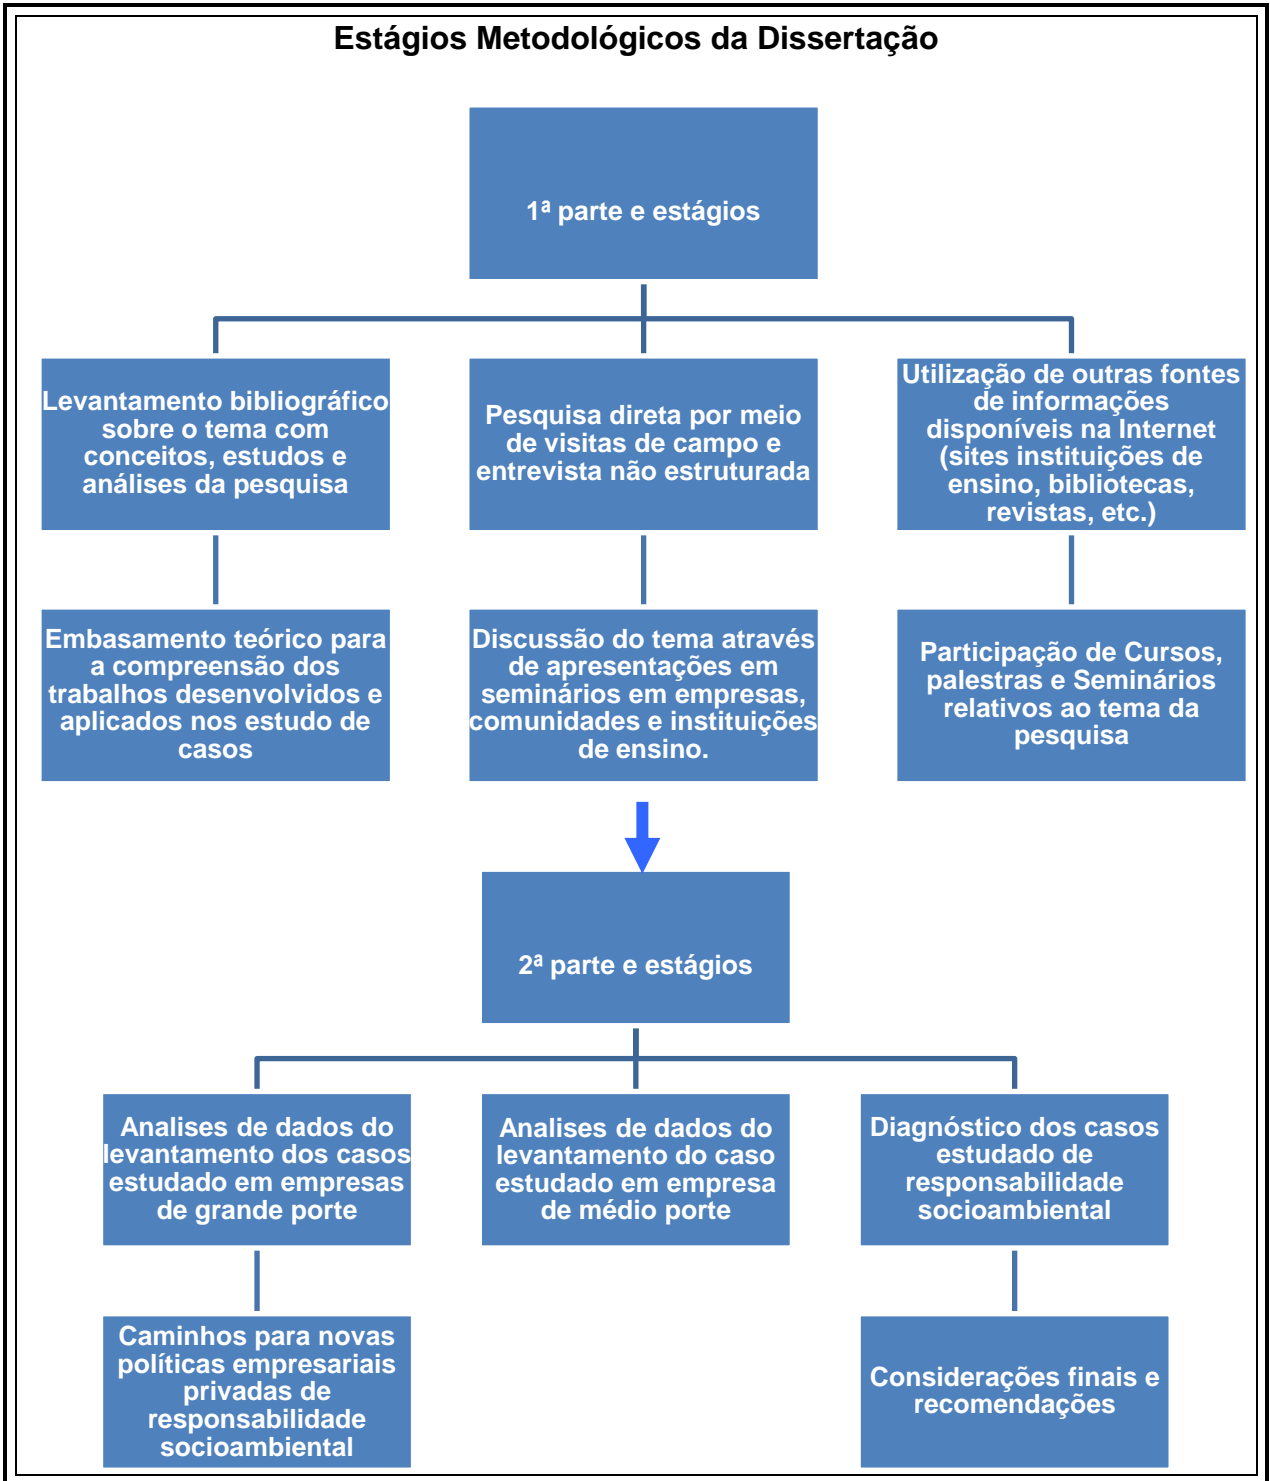 Estágios Metodológicos da Dissertação
1ª parte e estágios
Levantamento bibliográfico
sobre o tema com
conceitos, estudos e
análises da pesquisa
Pesquisa direta por meio
de visitas de campo e
entrevista não estruturada
Utilização de outras fontes
de informações
disponíveis na Internet
(sites instituições de
ensino, bibliotecas,
revistas, etc.)
Embasamento teórico para
a compreensão dos
trabalhos desenvolvidos e
aplicados nos estudo de
casos
Discussão do tema através
de apresentações em
seminários em empresas,
comunidades e instituições
de ensino.
Participação de Cursos,
palestras e Seminários
relativos ao tema da
pesquisa
2ª parte e estágios
Analises de dados do
levantamento dos casos
estudado em empresas
de grande porte
Analises de dados do
levantamento do caso
estudado em empresa
de médio porte
Diagnóstico dos casos
estudado de
responsabilidade
socioambiental
Caminhos para novas
políticas empresariais
privadas de
responsabilidade
socioambiental
Considerações finais e
recomendações